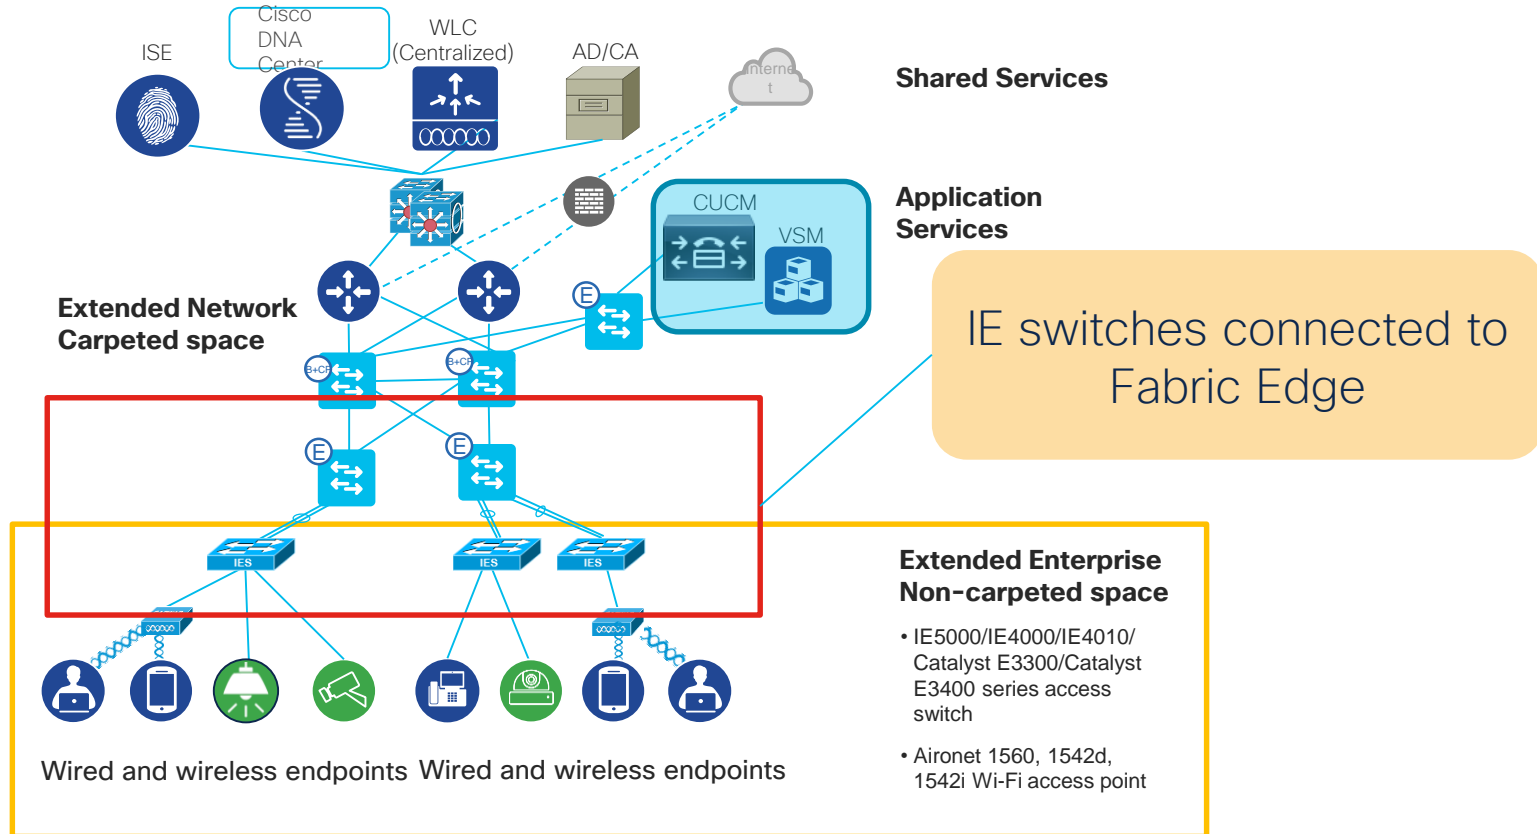 ISE
Cisco
DNA
Center
WLC
(Centralized)
AD/CA
Interne
t
Shared Services
CUCM
VSM
Application
Services
IE switches connected to
Fabric Edge
Extended Network
Carpeted space
E
B+CP
B+CP
E
E
IES
IES
IES
Extended Enterprise
Non-carpeted space
• IE5000/IE4000/IE4010/
Catalyst E3300/Catalyst
E3400 series access
switch
• Aironet 1560, 1542d,
1542i Wi-Fi access point
Wired and wireless endpoints
Wired and wireless endpoints